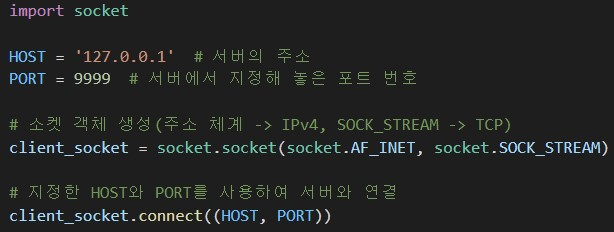 import socket
HOST = '127.0.0.1'  # 서버의 주소
PORT = 9999  # 서버에서 지정해 놓은 포트 번호
# 소켓 객체 생성(주소 체계 -> IPv4, SOCK_STREAM -> TCP)
client_socket = socket.socket(socket.AF_INET, socket.SOCK_STREAM)
# 지정한 HOST와 PORT를 사용하여 서버와 연결
client_socket.connect((HOST, PORT))